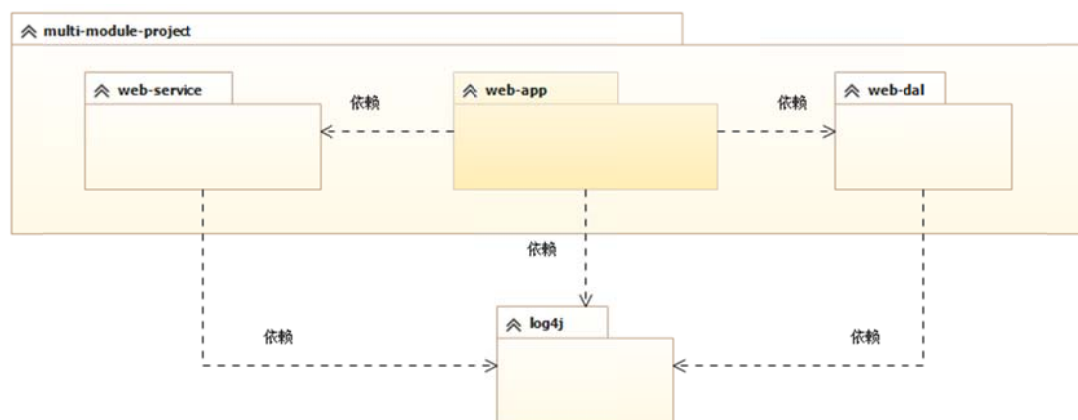 multi-module-project
web-service
依赖
web-app
依赖
web-dal
依赖
依赖
log4j
依赖